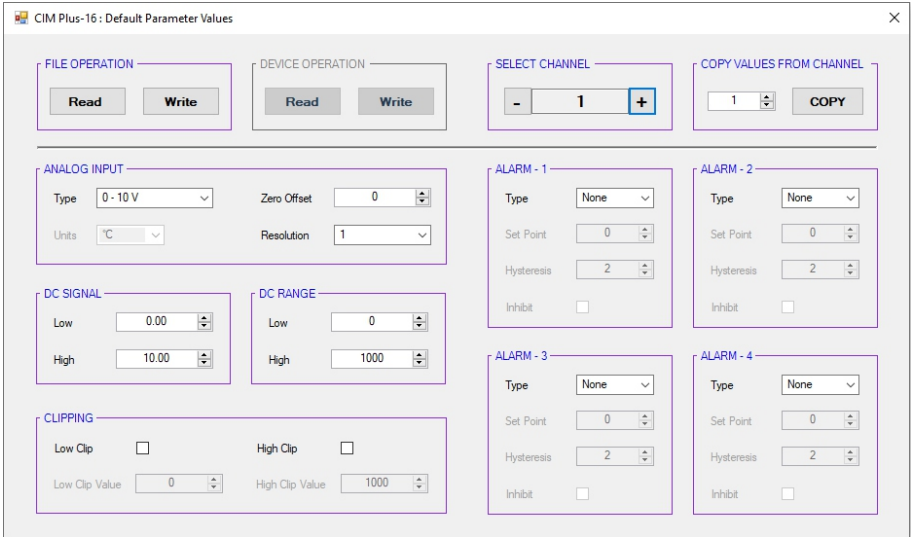 CIM Plus-16 : Default Parameter Values
FILE OPERATION
Read Write
DEVICE OPERATION
Read Write
SELECT CHANNEL
- 1 +
COPY VALUES FROM CHANNEL
1 COPY
ANALOG INPUT
Type 0 - 10 V Zero Offset 0
Units °C Resolution 1
DC SIGNAL
Low 0.00
High 10.00
DC RANGE
Low 0
High 1000
CLIPPING
Low Clip High Clip
Low Clip Value 0 High Clip Value 1000
ALARM - 1
Type None
Set Point 0
Hysteresis 2
Inhibit
ALARM - 2
Type None
Set Point 0
Hysteresis 2
Inhibit
ALARM - 3
Type None
Set Point 0
Hysteresis 2
Inhibit
ALARM - 4
Type None
Set Point 0
Hysteresis 2
Inhibit